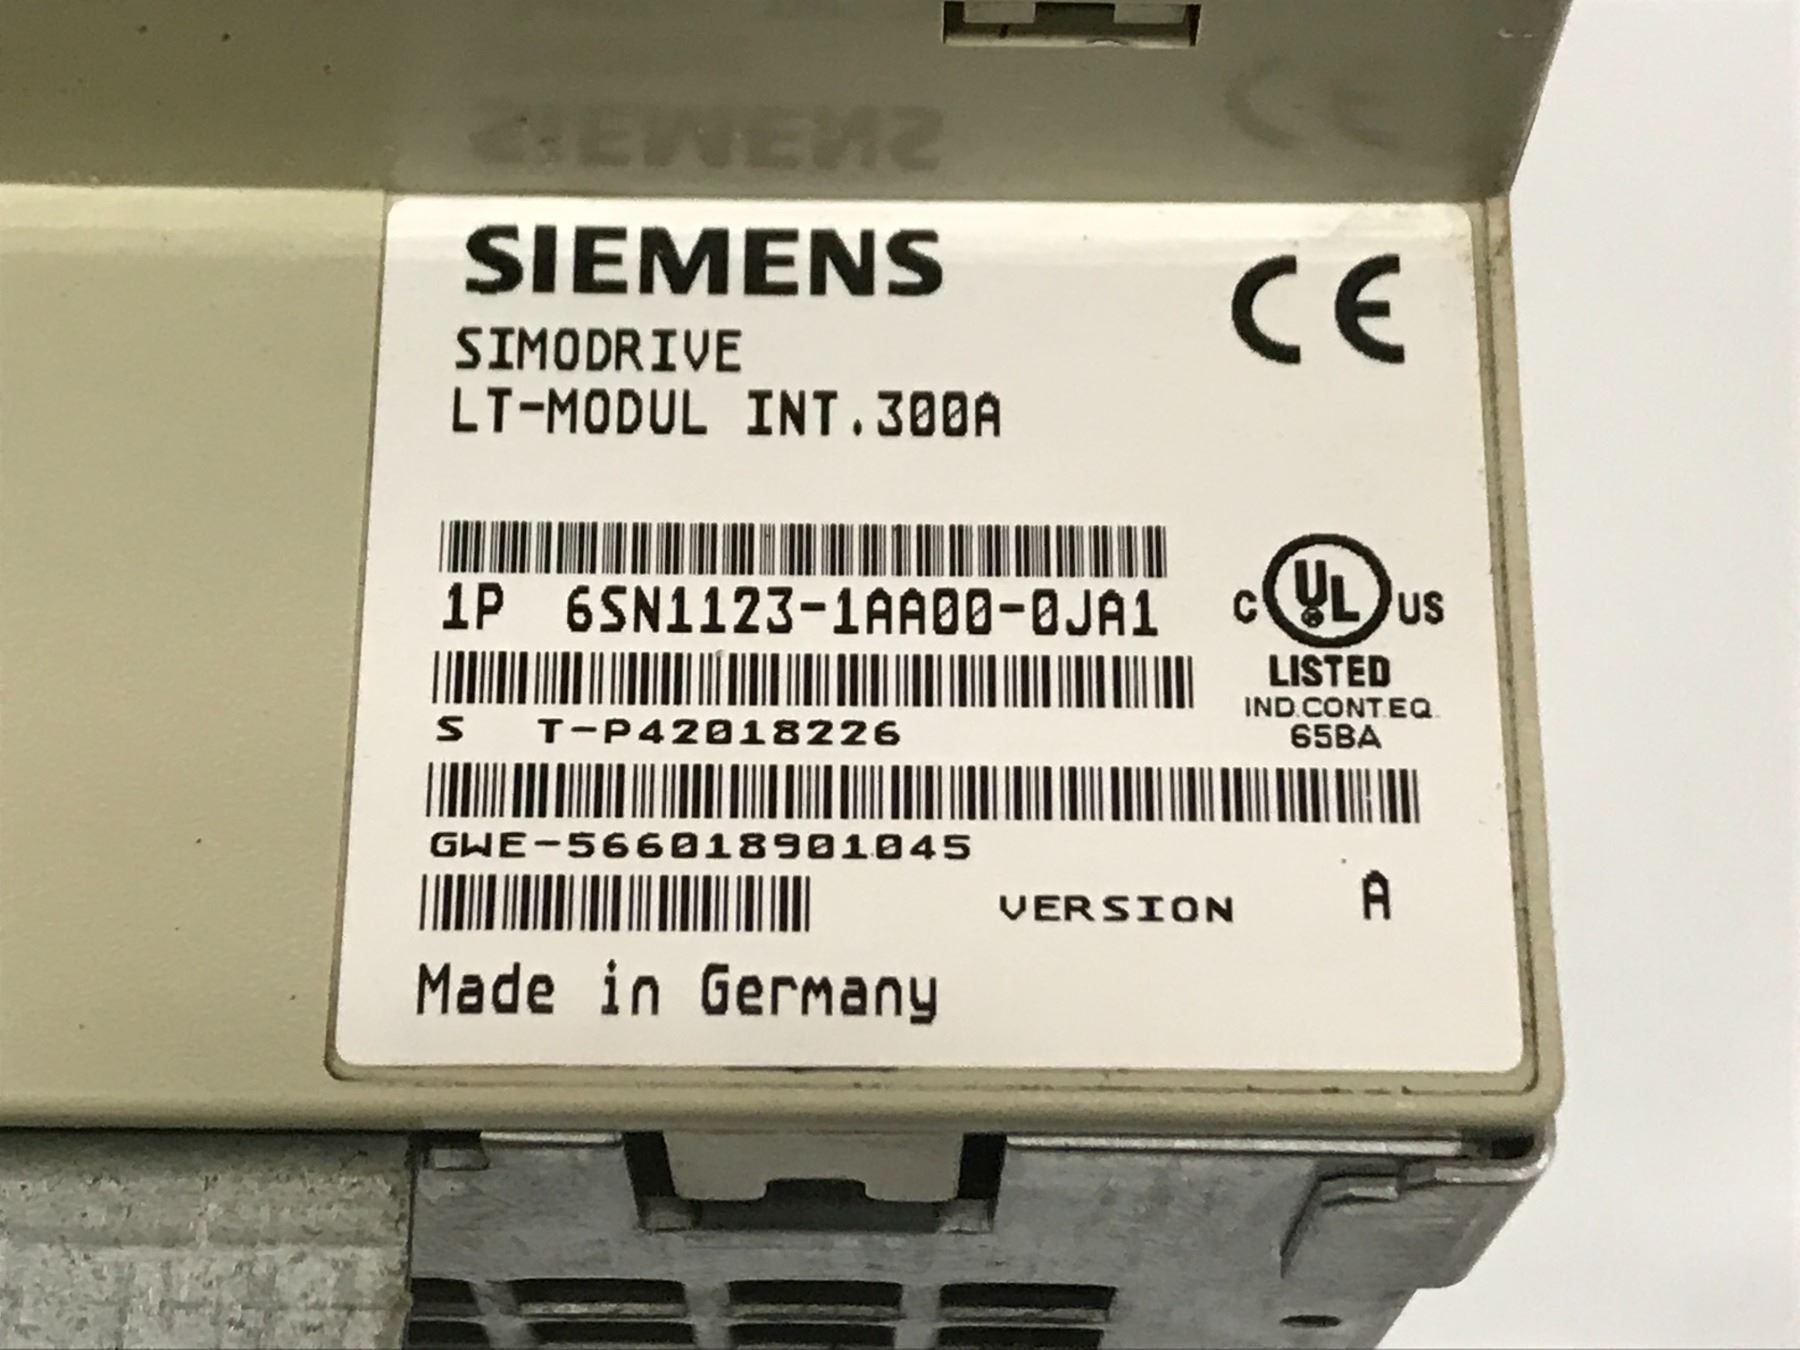 SIEMENS
CE
SIMODRIVE
LT-MODUL INT.300A
1P 6SN1123-1AA00-0JA1
C UL US
LISTED
IND.CONT.EQ.
65BA
S T-P42018226
GWE-566018901045
VERSION A
Made in Germany